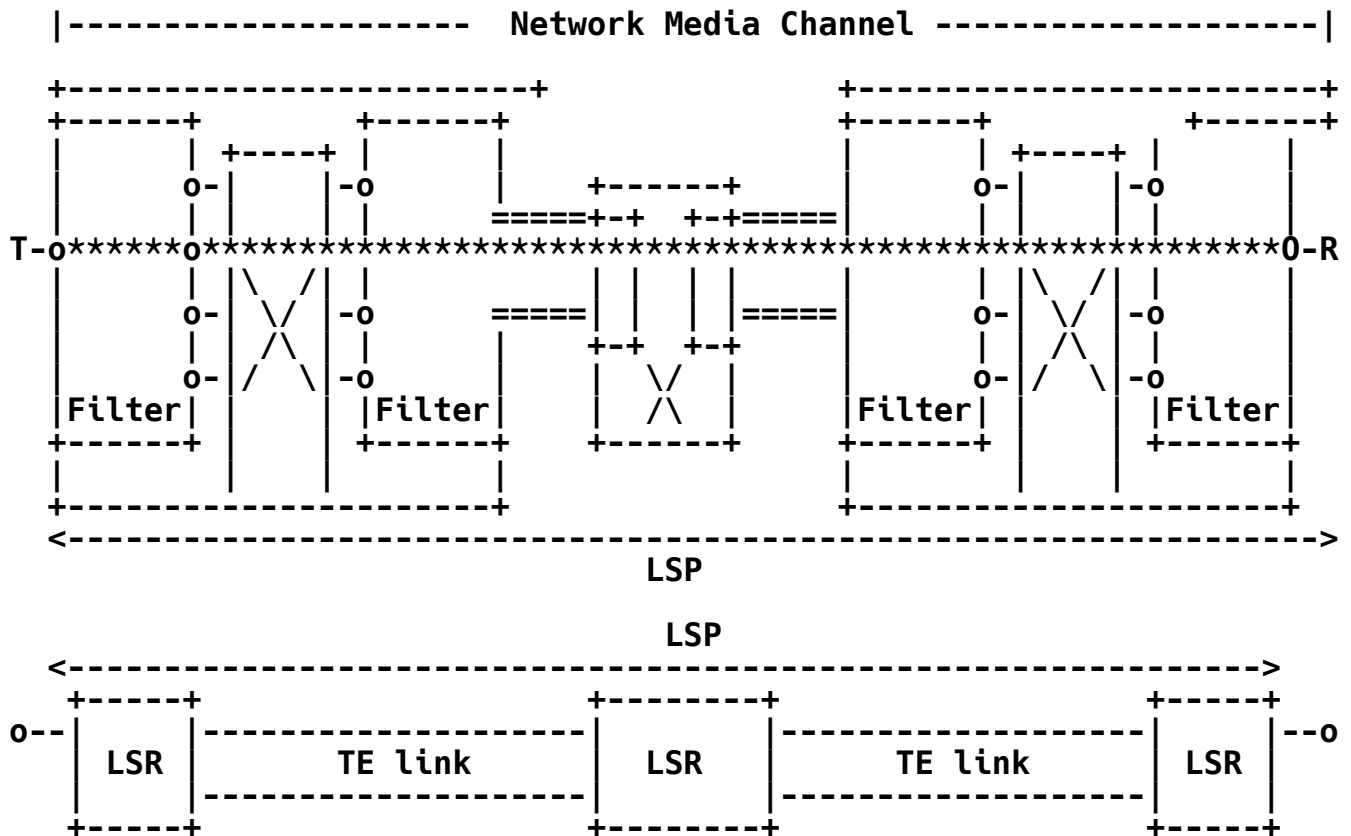 |------------------- Network Media Channel ------------------|
+------------------------+ +------------------------+
+------+ +------+ +------+ +------+
| | +----+ | | | | +----+ | |
| o-| |-o | +------+ | o-| |-o |
| | | | | =====+-+ +-+=====| | | | | |
T-o******o********************************************************O-R
| | |\ /| | | | | | | | |\ /| | |
| o-| \/ |-o =====| | | |=====| o-| \/ |-o |
| | | /\ | | | +-+ +-+ | | | /\ | | |
| o-|/ \|-o | | \/ | | o-|/ \|-o |
|Filter| | | |Filter| | /\ | |Filter| | | |Filter|
+------+ | | +------+ +------+ +------+ | | +------+
| | | | | | | |
+----------------------+ +----------------------+
<----------------------------------------------------------------->
LSP
LSP
<-------------------------------------------------------------->
+-----+ +--------+ +-----+
o--| |--------------------| |-------------------| |--o
| LSR | TE link | LSR | TE link | LSR |
| |--------------------| |-------------------| |
+-----+ +--------+ +-----+